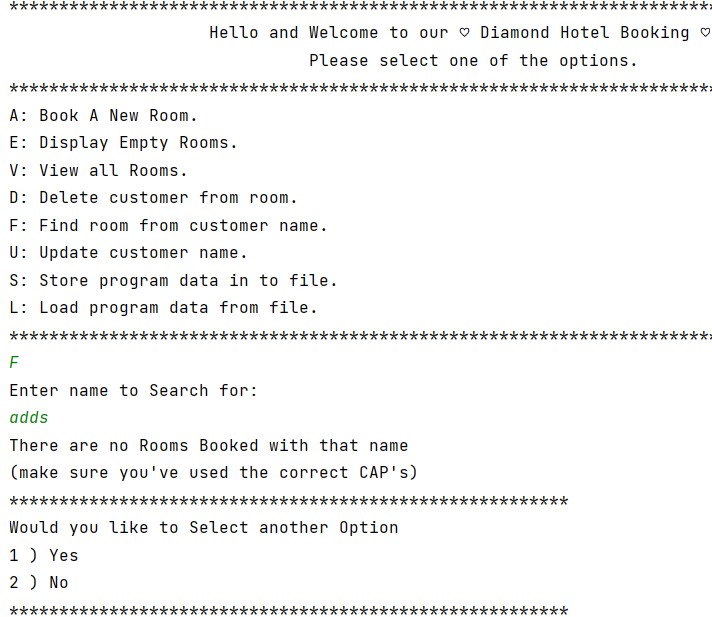 ***********************************************************************
Hello and Welcome to our ♡ Diamond Hotel Booking ♡
Please select one of the options.
***********************************************************************
A: Book A New Room.
E: Display Empty Rooms.
V: View all Rooms.
D: Delete customer from room.
F: Find room from customer name.
U: Update customer name.
S: Store program data in to file.
L: Load program data from file.
***********************************************************************
F
Enter name to Search for:
adds
There are no Rooms Booked with that name
(make sure you've used the correct CAP's)
********************************************************
Would you like to Select another Option
1 ) Yes
2 ) No
********************************************************